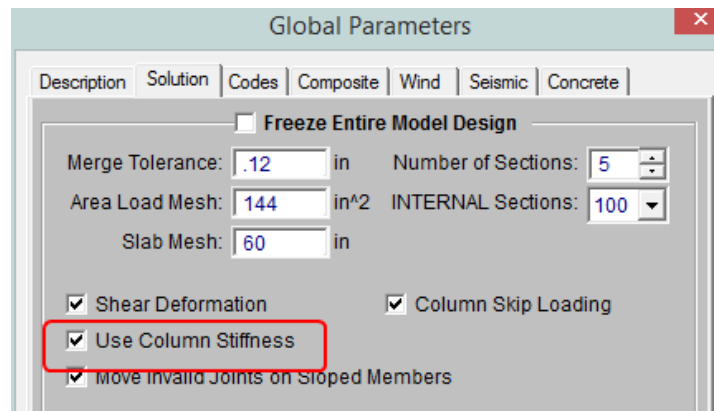 Global Parameters
Description Solution Codes Composite Wind Seismic Concrete
Freeze Entire Model Design
Merge Tolerance: .12 in Number of Sections: 5
Area Load Mesh: 144 in^2 INTERNAL Sections: 100
Slab Mesh: 60 in
Shear Deformation Column Skip Loading
Use Column Stiffness
Move Invalid Joints on Sloped Members